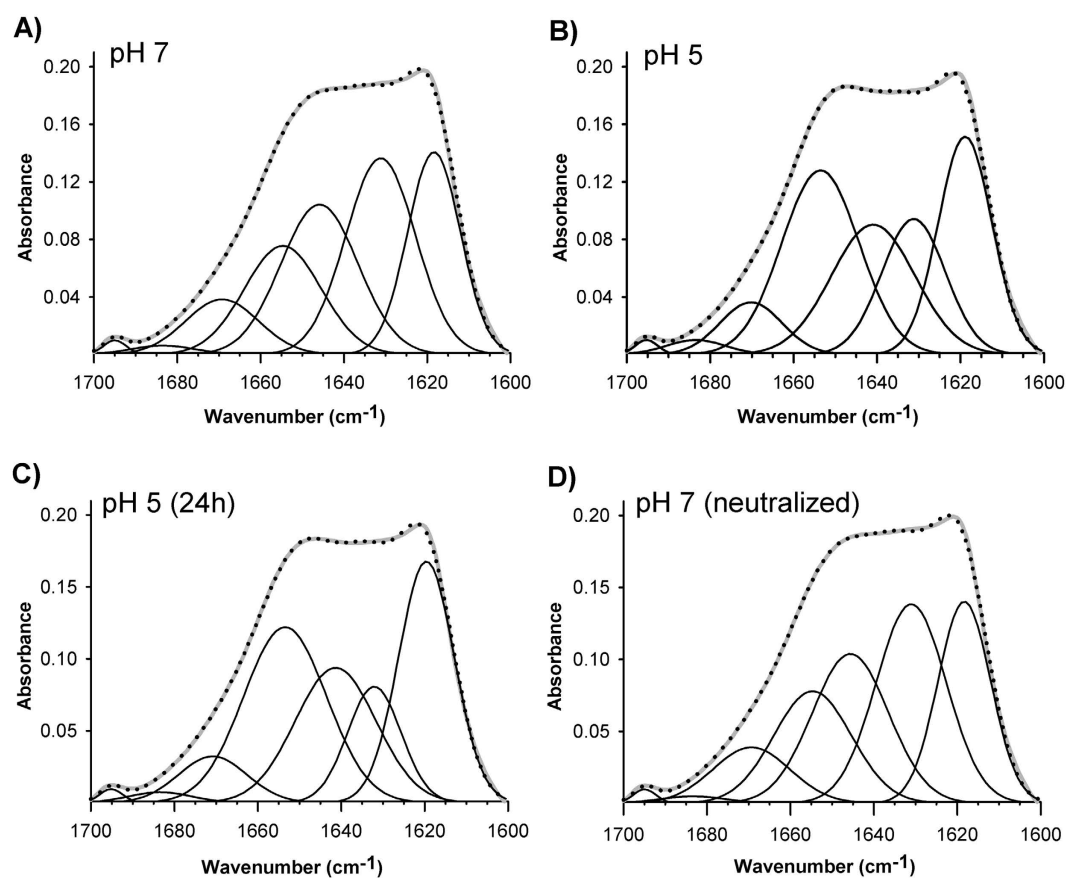 A)
pH 7
0.20
0.16
0.12
0.08
0.04
Absorbance
1700 1680 1660 1640 1620 1600
Wavenumber (cm-1)
B)
pH 5
0.20
0.16
0.12
0.08
0.04
Absorbance
1700 1680 1660 1640 1620 1600
Wavenumber (cm-1)
C)
pH 5 (24h)
0.20
0.15
0.10
0.05
Absorbance
1700 1680 1660 1640 1620 1600
Wavenumber (cm-1)
D)
pH 7 (neutralized)
0.20
0.15
0.10
0.05
Absorbance
1700 1680 1660 1640 1620 1600
Wavenumber (cm-1)